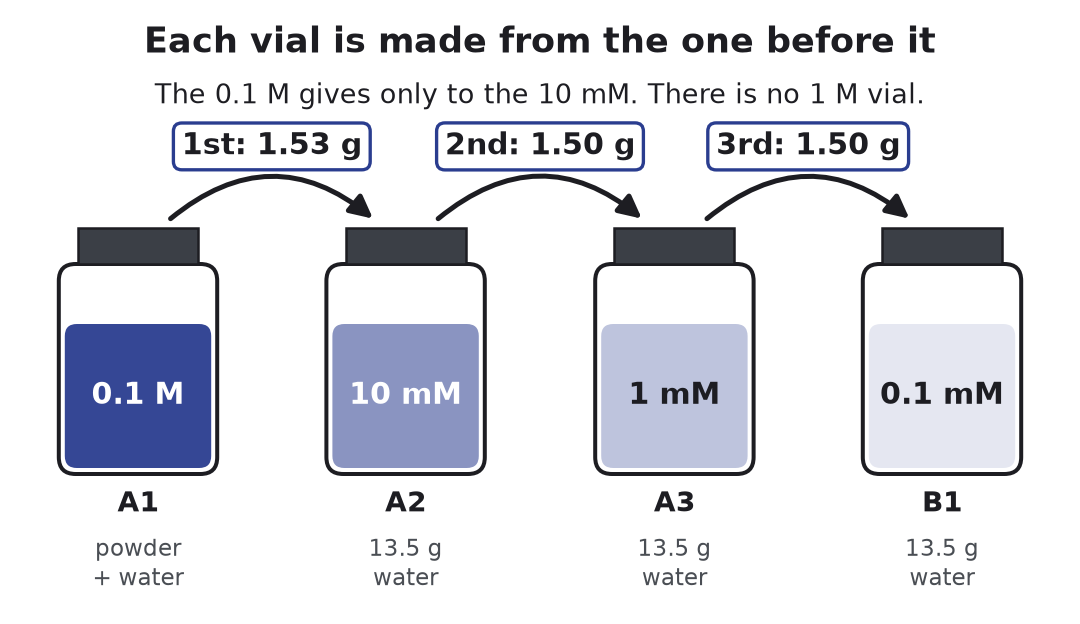 Each vial is made from the one before it
The 0.1 M gives only to the 10 mM. There is no 1 M vial.
1st: 1.53 g
2nd: 1.50 g
3rd: 1.50 g
0.1 M
10 mM
1 mM
0.1 mM
A1
A2
A3
B1
powder
+ water
13.5 g
water
13.5 g
water
13.5 g
water